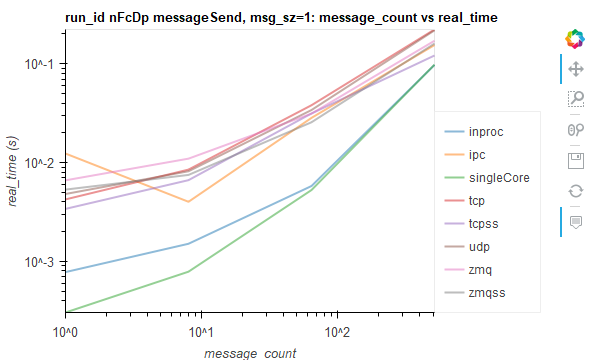 run_id nFcDp messageSend, msg_sz=1: message_count vs real_time
real_time (s)
10^-1
10^-2
10^-3
10^0
10^1
10^2
message_count
inproc
ipc
singleCore
tcp
tcpss
udp
zmq
zmqss